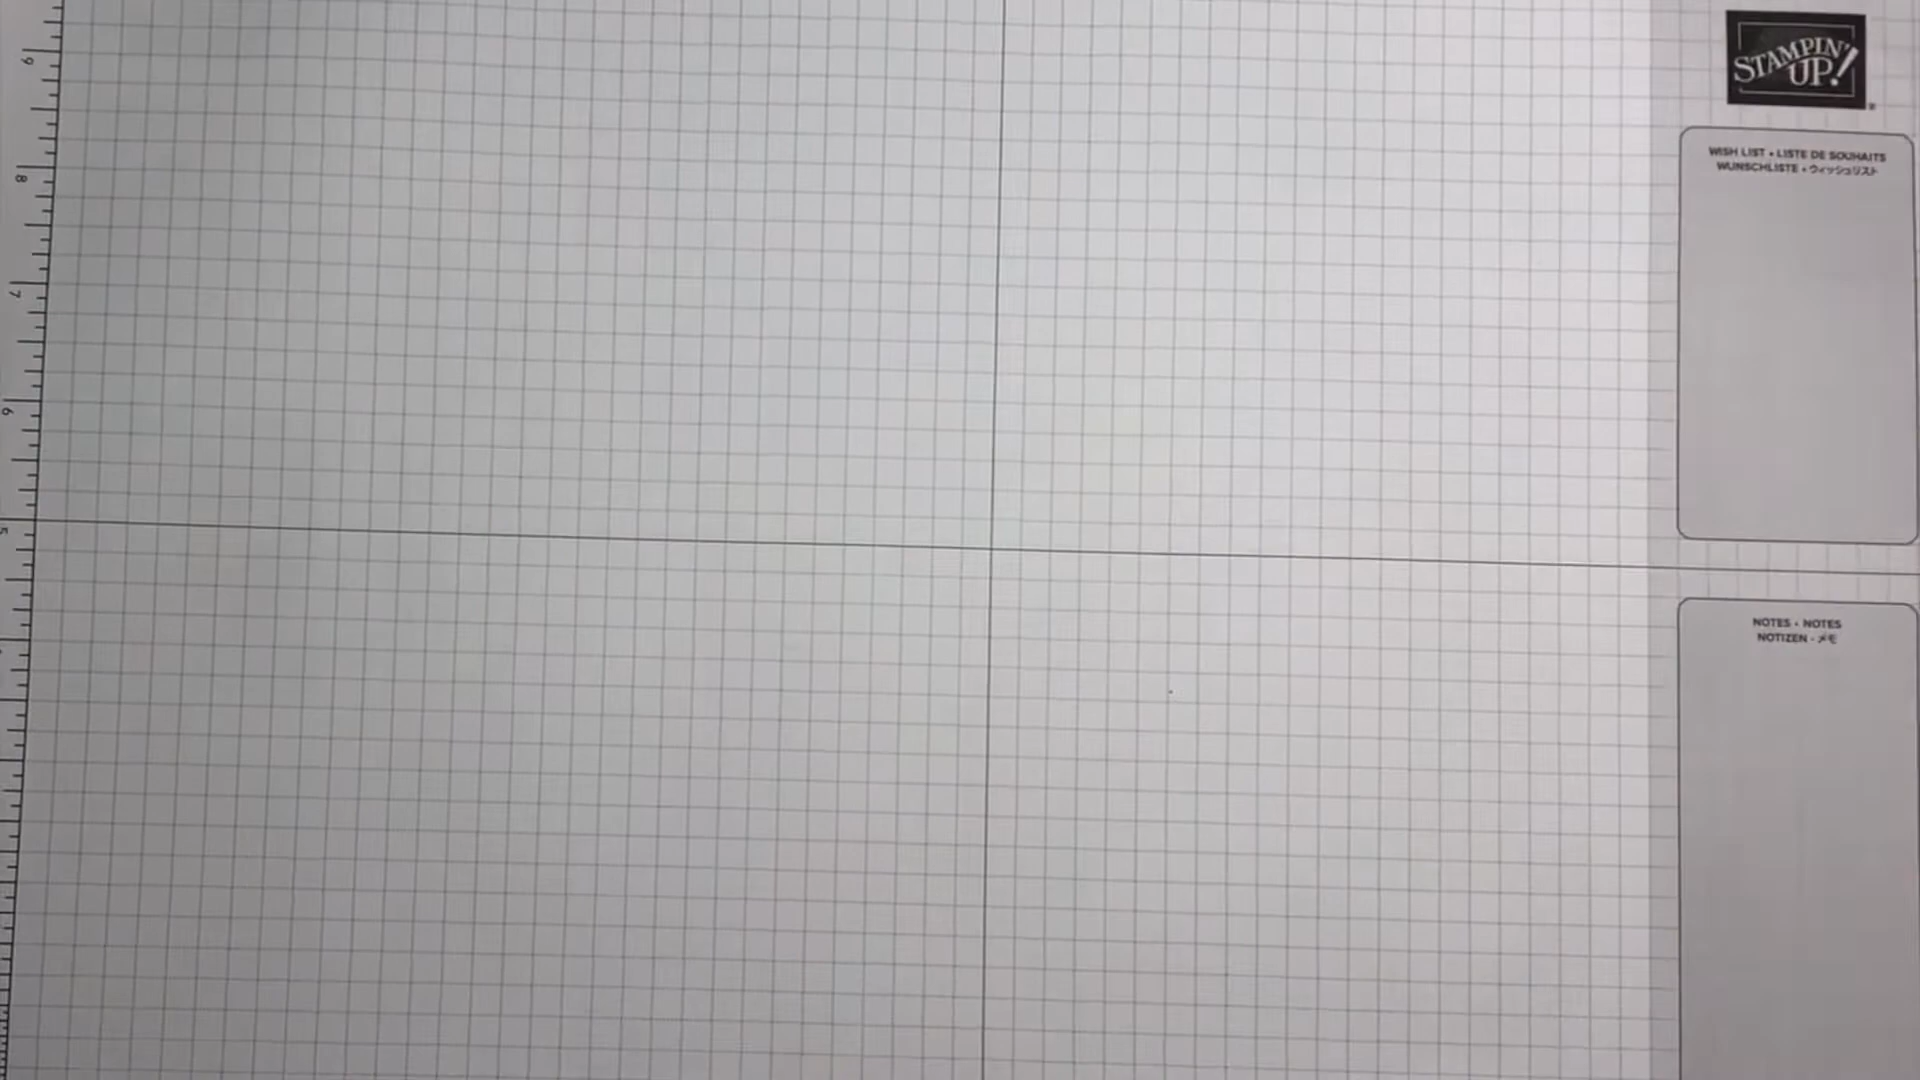 STAMPIN' UP!®
WISH LIST • LISTE DE SOUHAITS
WUNSCHLISTE • ウィッシュリスト
NOTES • NOTES
NOTIZEN • メモ
9
8
7
6
5